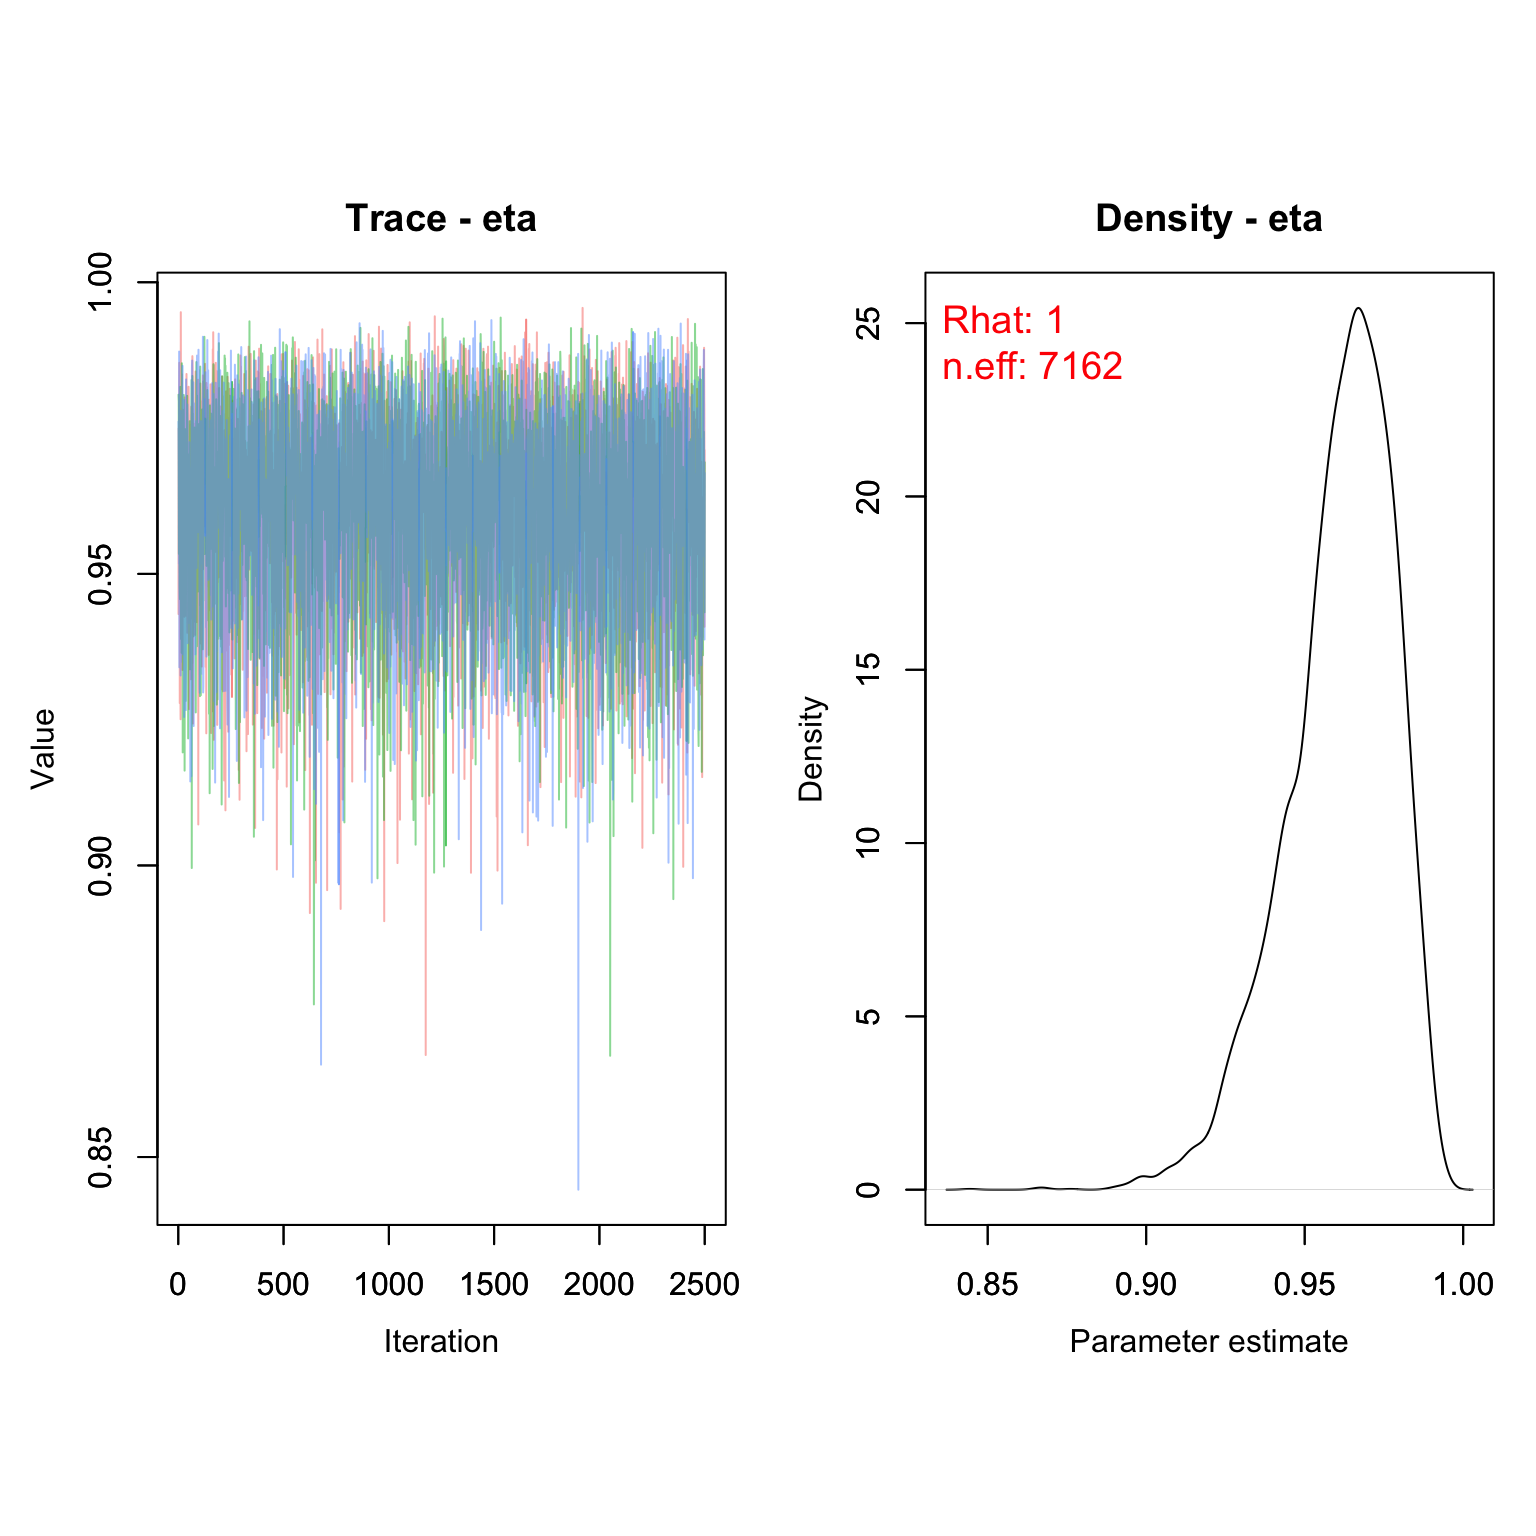 Trace - eta
Value
1.00
0.95
0.90
0.85
0 500 1000 1500 2000 2500
Iteration
Density - eta
Rhat: 1
n.eff: 7162
Density
25
20
15
10
5
0
0.85 0.90 0.95 1.00
Parameter estimate